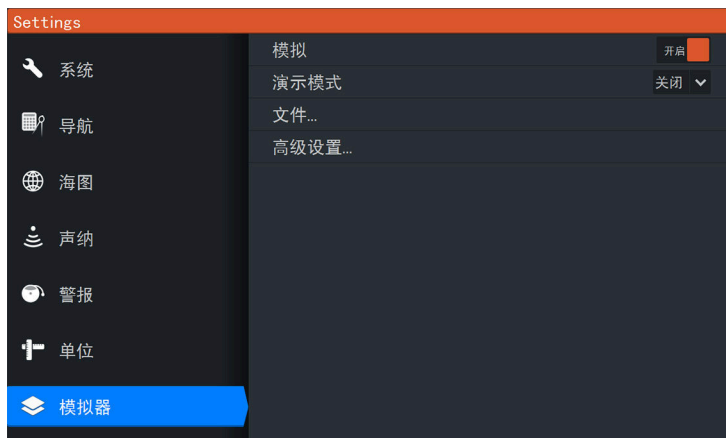 Settings
系统
导航
海图
声纳
警报
单位
模拟器
模拟 开启
演示模式 关闭
文件...
高级设置...